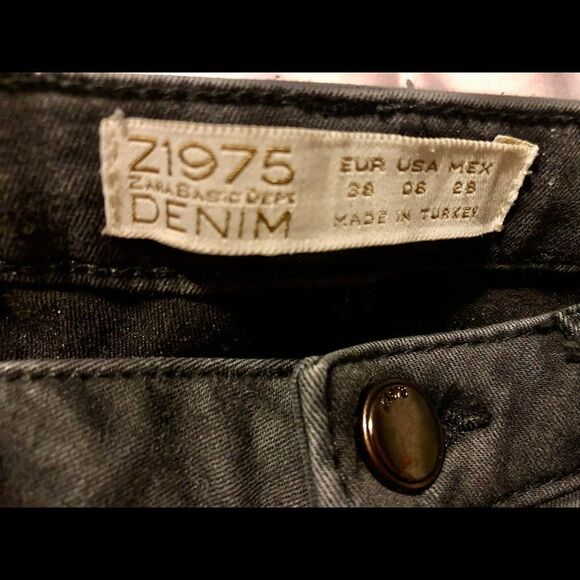 Z1975
ZARA BASIC DEPT
DENIM
EUR USA MEX
38 06 28
MADE IN TURKEY